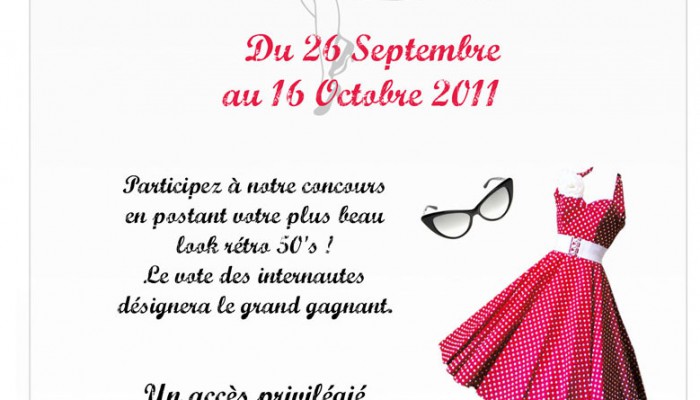 Du 26 Septembre
au 16 Octobre 2011
Participez à notre concours
en postant votre plus beau
look rétro 50's !
Le vote des internautes
désignera le grand gagnant.
Un accès privilégié